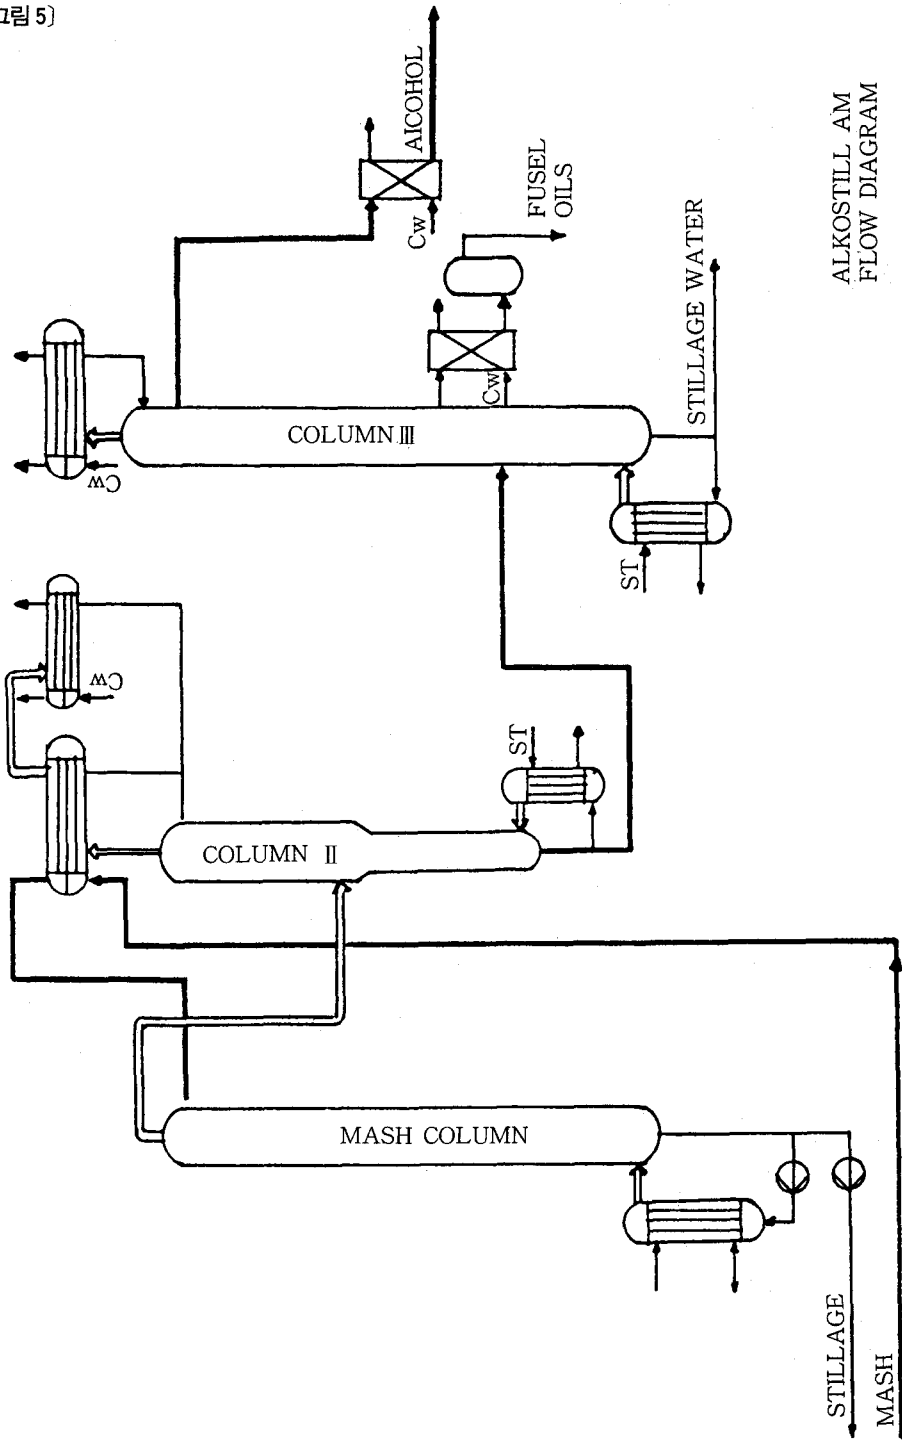 그림 5]
AlCOHOL
Cw
FUSEL
OILS
ALKOSTILL AM
FLOW DIAGRAM
STILLAGE WATER
Cw
COLUMN III
Cw
ST
Cw
ST
COLUMN II
MASH COLUMN
STILLAGE
MASH